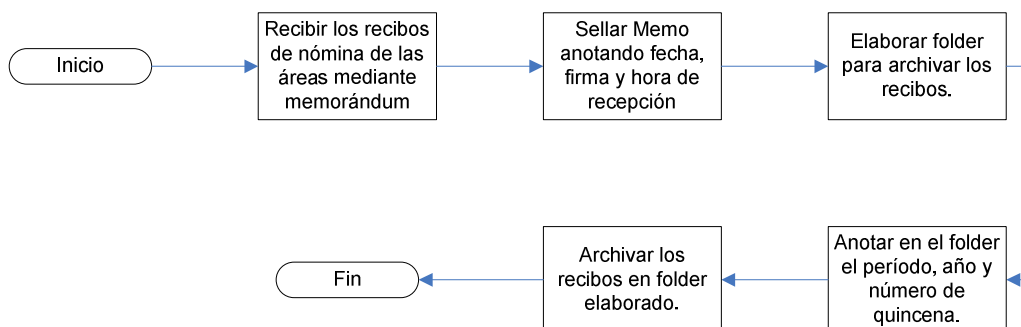 Inicio
Recibir los recibos
de nómina de las
áreas mediante
memorándum
Sellar Memo
anotando fecha,
firma y hora de
recepción
Elaborar folder
para archivar los
recibos.
Anotar en el folder
el período, año y
número de
quincena.
Archivar los
recibos en folder
elaborado.
Fin